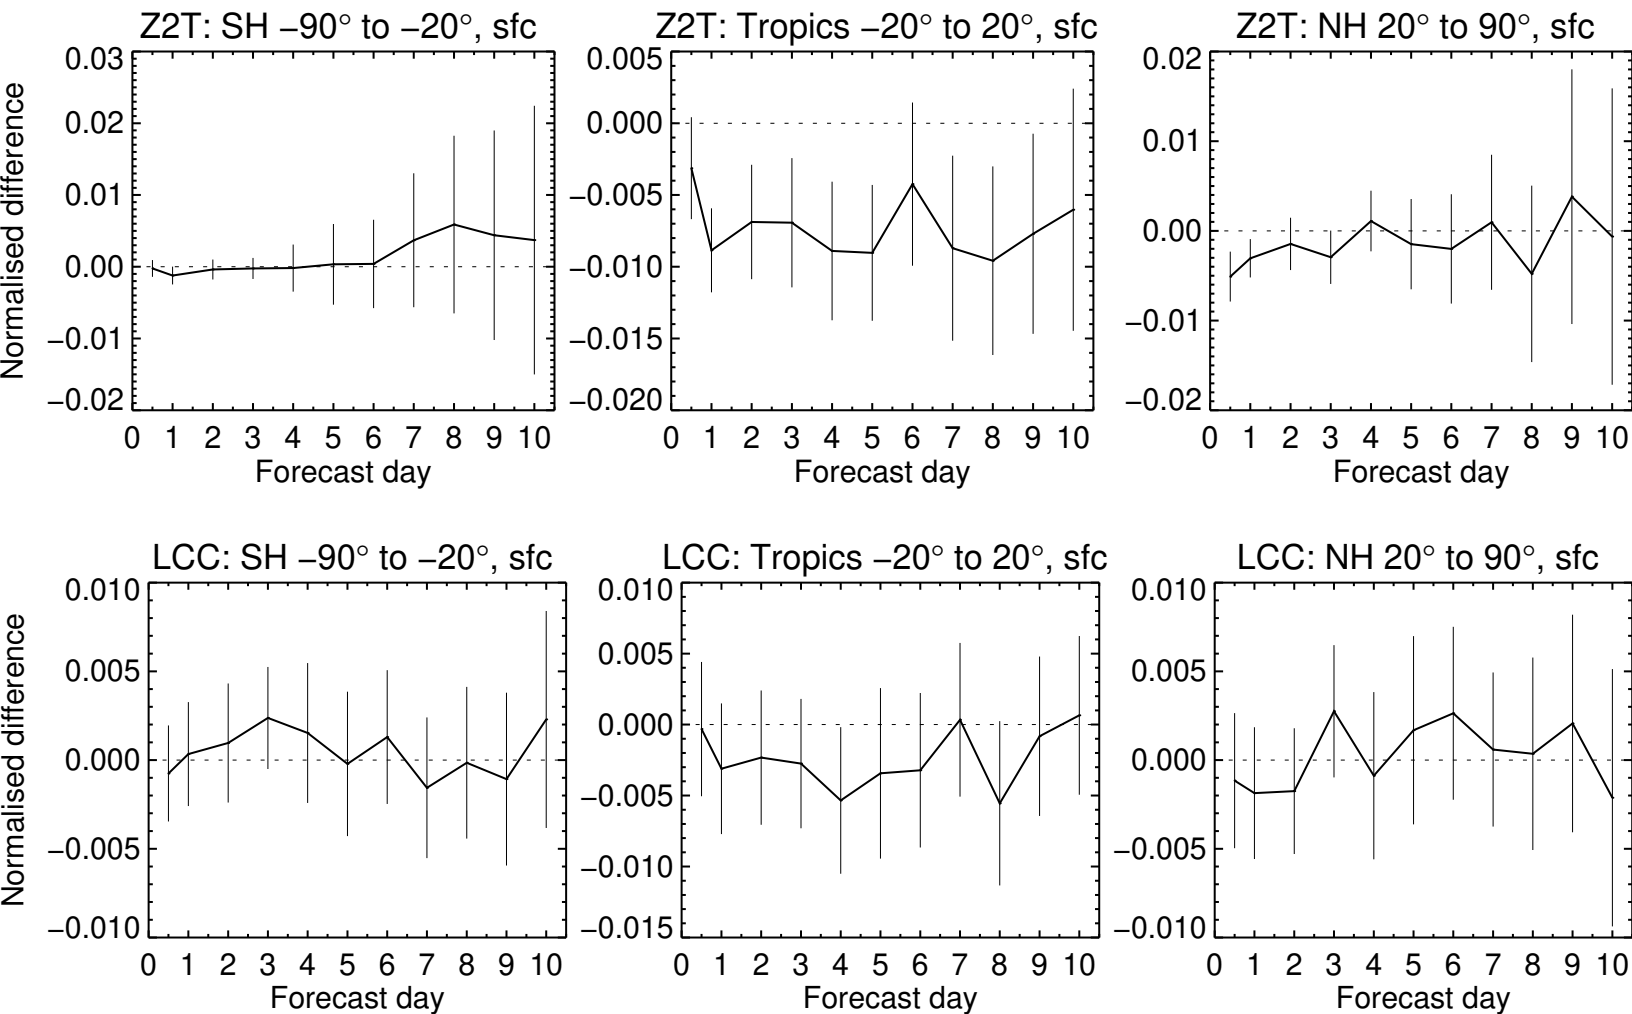 Z2T: SH −90° to −20°, sfc
Z2T: Tropics −20° to 20°, sfc
Z2T: NH 20° to 90°, sfc
Normalised difference
0.03
0.02
0.01
0.00
−0.01
−0.02
0 1 2 3 4 5 6 7 8 9 10
Forecast day
0.005
0.000
−0.005
−0.010
−0.015
−0.020
0 1 2 3 4 5 6 7 8 9 10
Forecast day
0.02
0.01
0.00
−0.01
−0.02
0 1 2 3 4 5 6 7 8 9 10
Forecast day
LCC: SH −90° to −20°, sfc
LCC: Tropics −20° to 20°, sfc
LCC: NH 20° to 90°, sfc
Normalised difference
0.010
0.005
0.000
−0.005
−0.010
0 1 2 3 4 5 6 7 8 9 10
Forecast day
0.010
0.005
0.000
−0.005
−0.010
−0.015
0 1 2 3 4 5 6 7 8 9 10
Forecast day
0.010
0.005
0.000
−0.005
−0.010
0 1 2 3 4 5 6 7 8 9 10
Forecast day